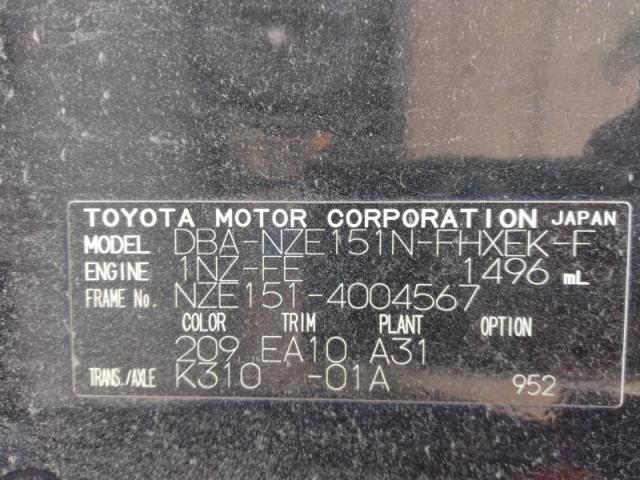 TOYOTA MOTOR CORPORATION JAPAN
MODEL DBA-NZE151N-FHXEK-F
ENGINE 1NZ-FE 1496 mL
FRAME No. NZE151-4004567
COLOR TRIM PLANT OPTION
209 EA10 A31
TRANS./AXLE K310 -01A 952